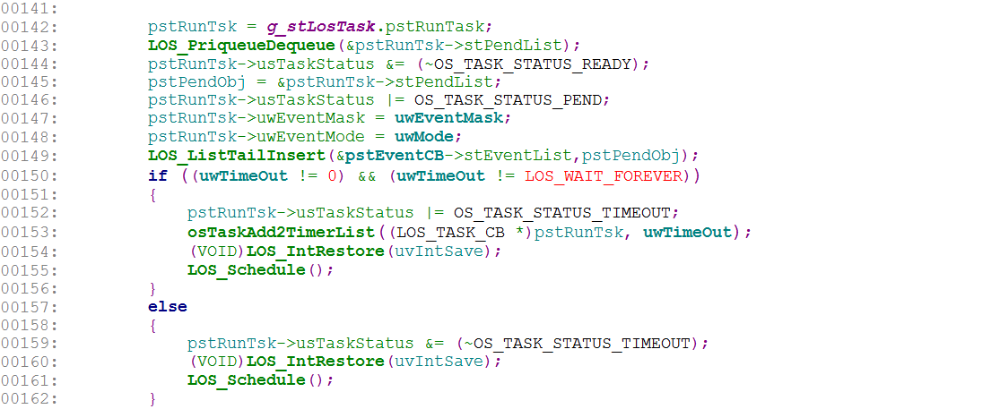 00141:
00142: pstRunTsk = g_stLosTask.pstRunTask;
00143: LOS_PriqueueDequeue(&pstRunTsk->stPendList);
00144: pstRunTsk->usTaskStatus &= (~OS_TASK_STATUS_READY);
00145: pstPendObj = &pstRunTsk->stPendList;
00146: pstRunTsk->usTaskStatus |= OS_TASK_STATUS_PEND;
00147: pstRunTsk->uwEventMask = uwEventMask;
00148: pstRunTsk->uwEventMode = uwMode;
00149: LOS_ListTailInsert(&pstEventCB->stEventList,pstPendObj);
00150: if ((uwTimeOut != 0) && (uwTimeOut != LOS_WAIT_FOREVER))
00151: {
00152: pstRunTsk->usTaskStatus |= OS_TASK_STATUS_TIMEOUT;
00153: osTaskAdd2TimerList((LOS_TASK_CB *)pstRunTsk, uwTimeOut);
00154: (VOID)LOS_IntRestore(uvIntSave);
00155: LOS_Schedule();
00156: }
00157: else
00158: {
00159: pstRunTsk->usTaskStatus &= (~OS_TASK_STATUS_TIMEOUT);
00160: (VOID)LOS_IntRestore(uvIntSave);
00161: LOS_Schedule();
00162: }